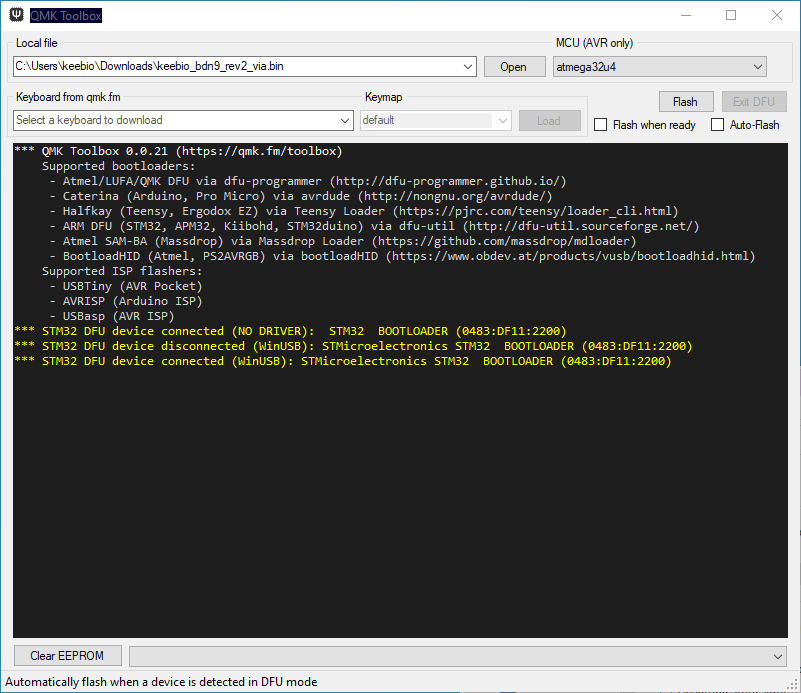 QMK Toolbox
Local file
MCU (AVR only)
C:\Users\keebio\Downloads\keebio_bdn9_rev2_via.bin
Open
atmega32u4
Keyboard from qmk.fm
Keymap
Flash
Exit DFU
Select a keyboard to download
default
Load
Flash when ready
Auto-Flash
*** QMK Toolbox 0.0.21 (https://qmk.fm/toolbox)
Supported bootloaders:
- Atmel/LUFA/QMK DFU via dfu-programmer (http://dfu-programmer.github.io/)
- Caterina (Arduino, Pro Micro) via avrdude (http://nongnu.org/avrdude/)
- Halfkay (Teensy, Ergodox EZ) via Teensy Loader (https://pjrc.com/teensy/loader_cli.html)
- ARM DFU (STM32, APM32, Kiibohd, STM32duino) via dfu-util (http://dfu-util.sourceforge.net/)
- Atmel SAM-BA (Massdrop) via Massdrop Loader (https://github.com/massdrop/mdloader)
- BootloadHID (Atmel, PS2AVRGB) via bootloadHID (https://www.obdev.at/products/vusb/bootloadhid.html)
Supported ISP flashers:
- USBTiny (AVR Pocket)
- AVRISP (Arduino ISP)
- USBasp (AVR ISP)
*** STM32 DFU device connected (NO DRIVER):  STM32  BOOTLOADER (0483:DF11:2200)
*** STM32 DFU device disconnected (WinUSB): STMicroelectronics STM32  BOOTLOADER (0483:DF11:2200)
*** STM32 DFU device connected (WinUSB): STMicroelectronics STM32  BOOTLOADER (0483:DF11:2200)
Clear EEPROM
Automatically flash when a device is detected in DFU mode